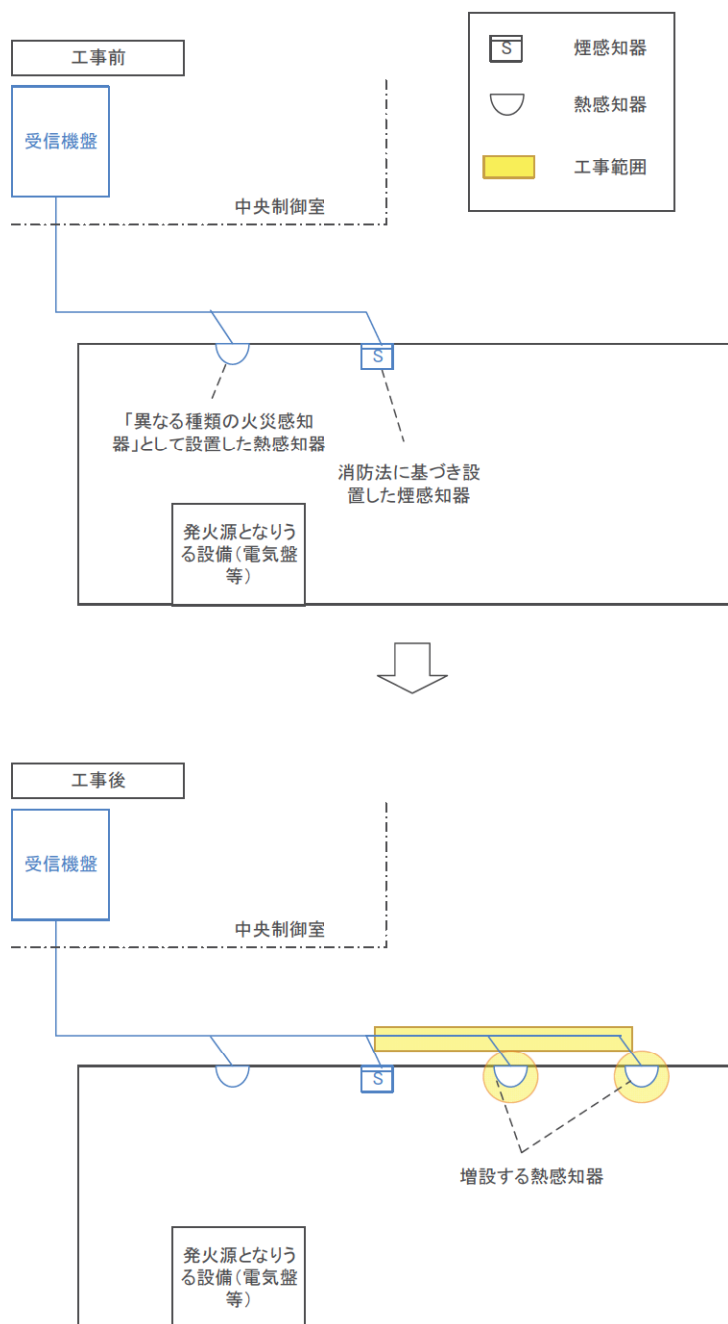 工事前
S
煙感知器
熱感知器
工事範囲
受信機盤
中央制御室
S
「異なる種類の火災感知
器」として設置した熱感知器
消防法に基づき設
置した煙感知器
発火源となりう
る設備(電気盤
等)
工事後
受信機盤
中央制御室
S
増設する熱感知器
発火源となりう
る設備(電気盤
等)